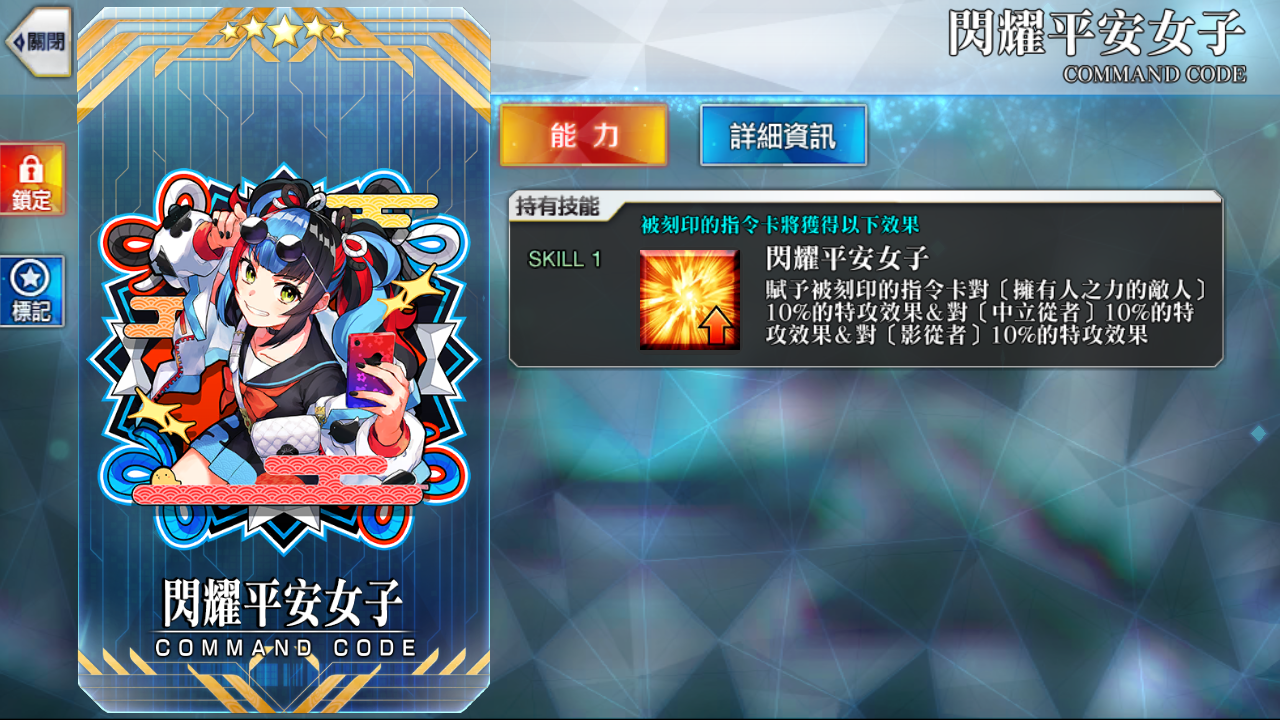 關閉
閃耀平安女子
COMMAND CODE
能力
詳細資訊
鎖定
標記
持有技能
被刻印的指令卡將獲得以下效果
SKILL 1
閃耀平安女子
賦予被刻印的指令卡對〔擁有人之力的敵人〕
10%的特攻效果&對〔中立從者〕10%的特
攻效果&對〔影從者〕10%的特攻效果
閃耀平安女子
COMMAND CODE